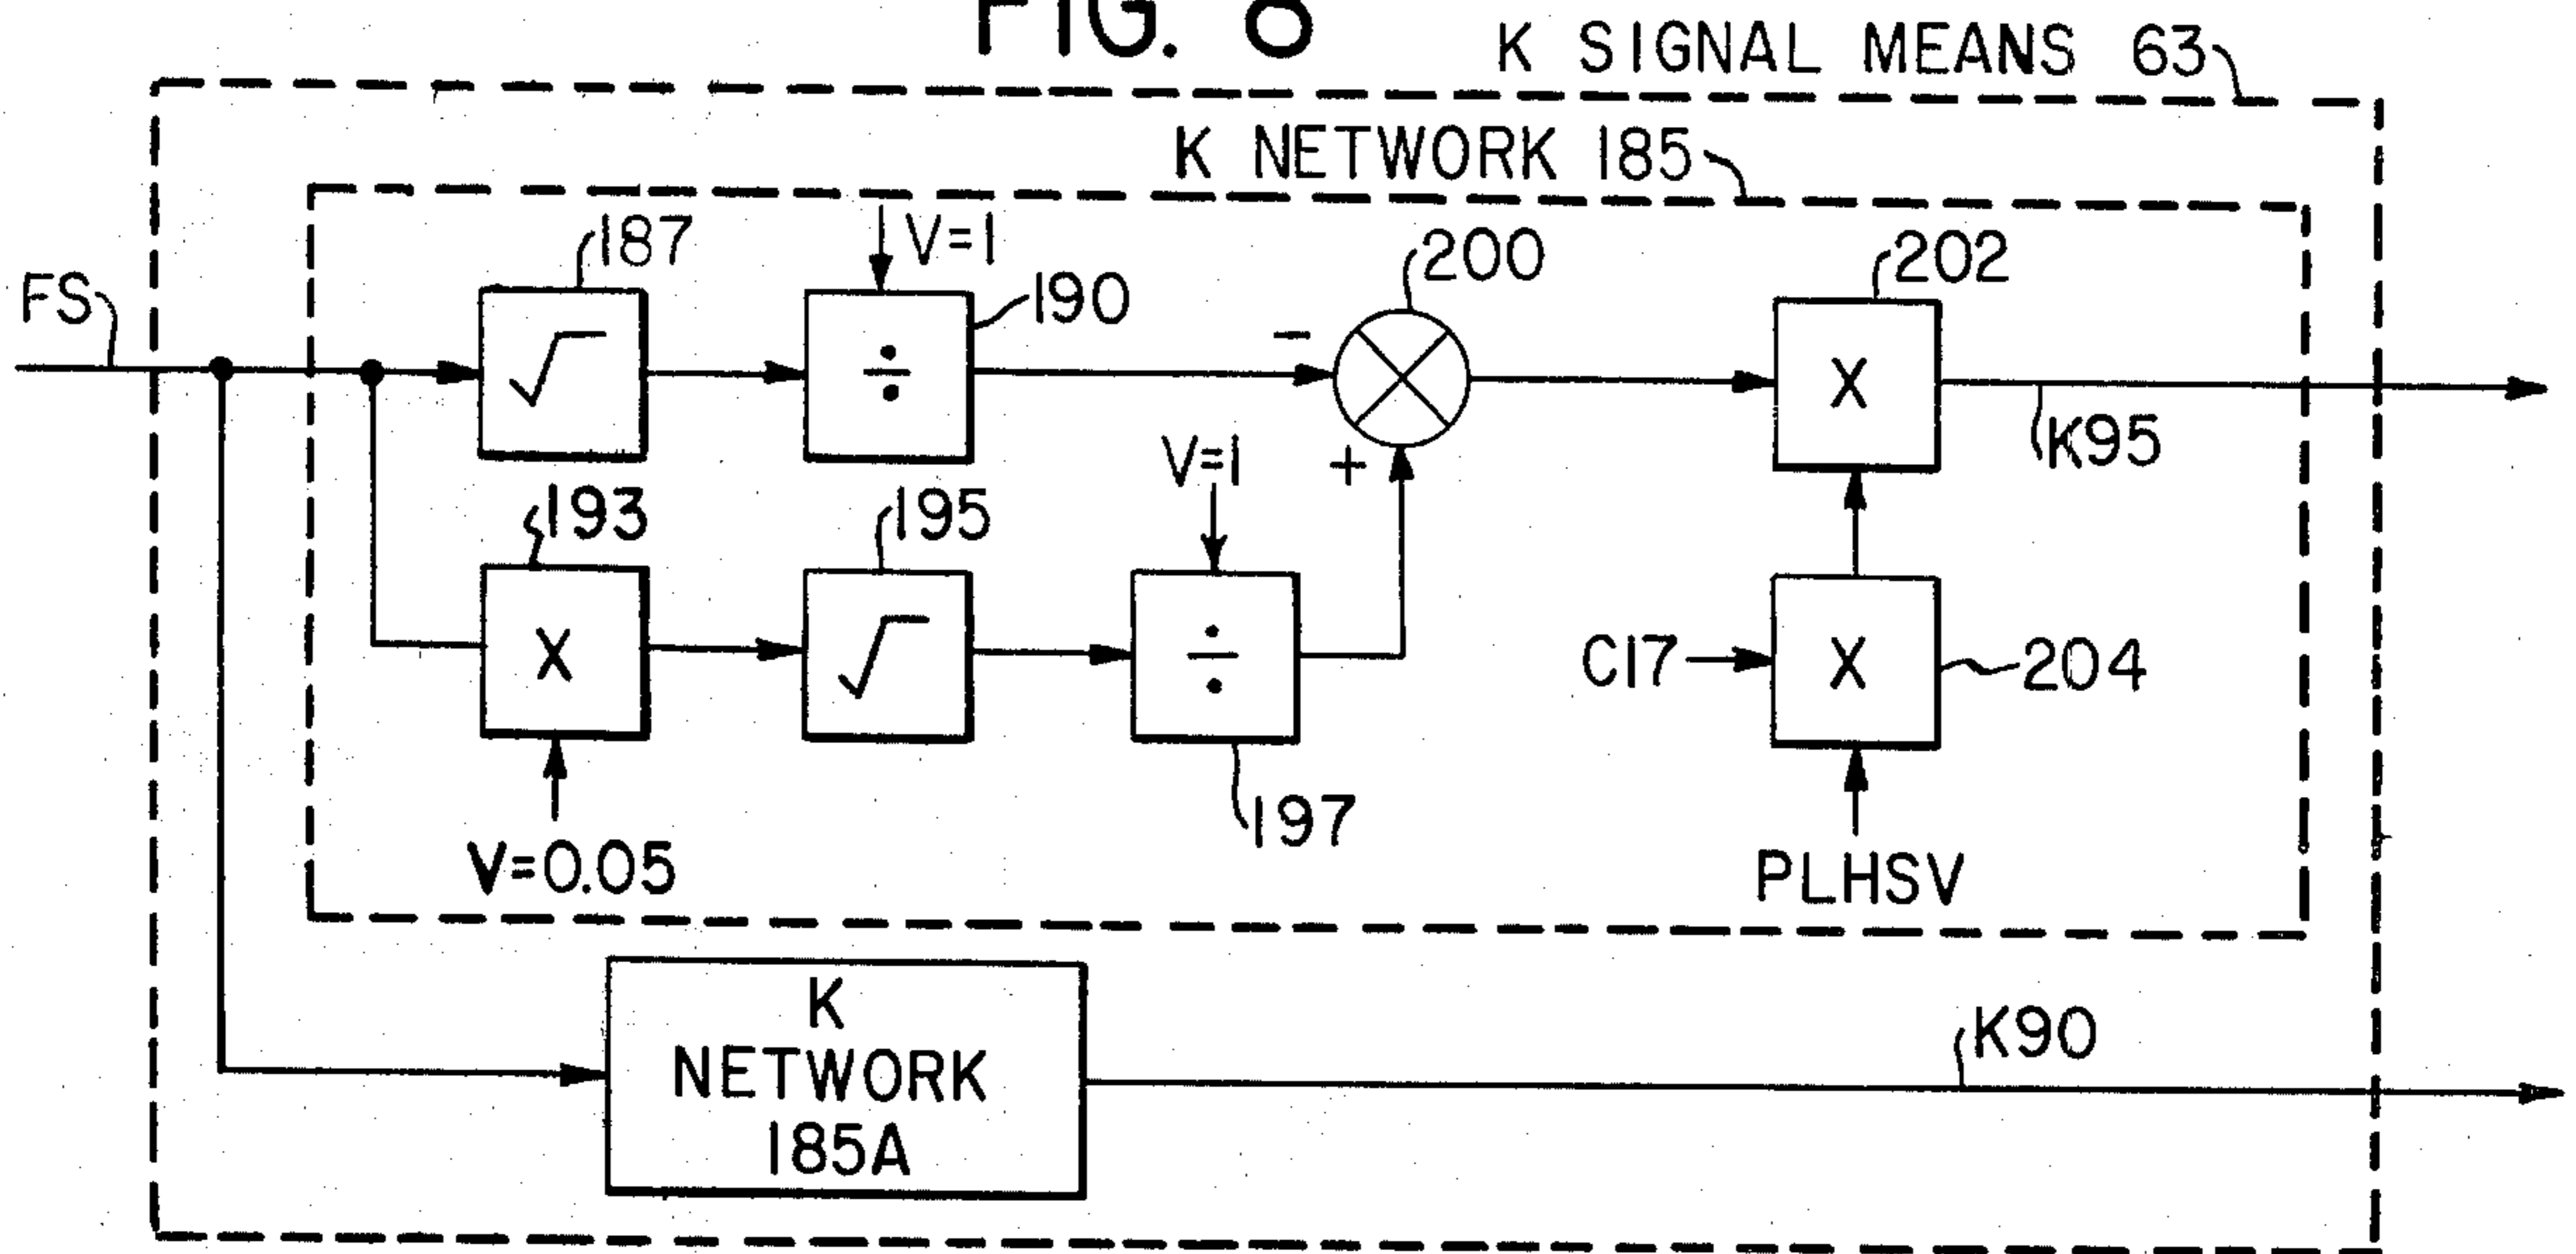 FIG. 8
K SIGNAL MEANS 63
K NETWORK 185
FS
187
V=1
190
÷
200
-
+
202
X
K95
193
X
V=0.05
195
V=1
÷
197
C17
X
204
PLHSV
K
NETWORK
185A
K90